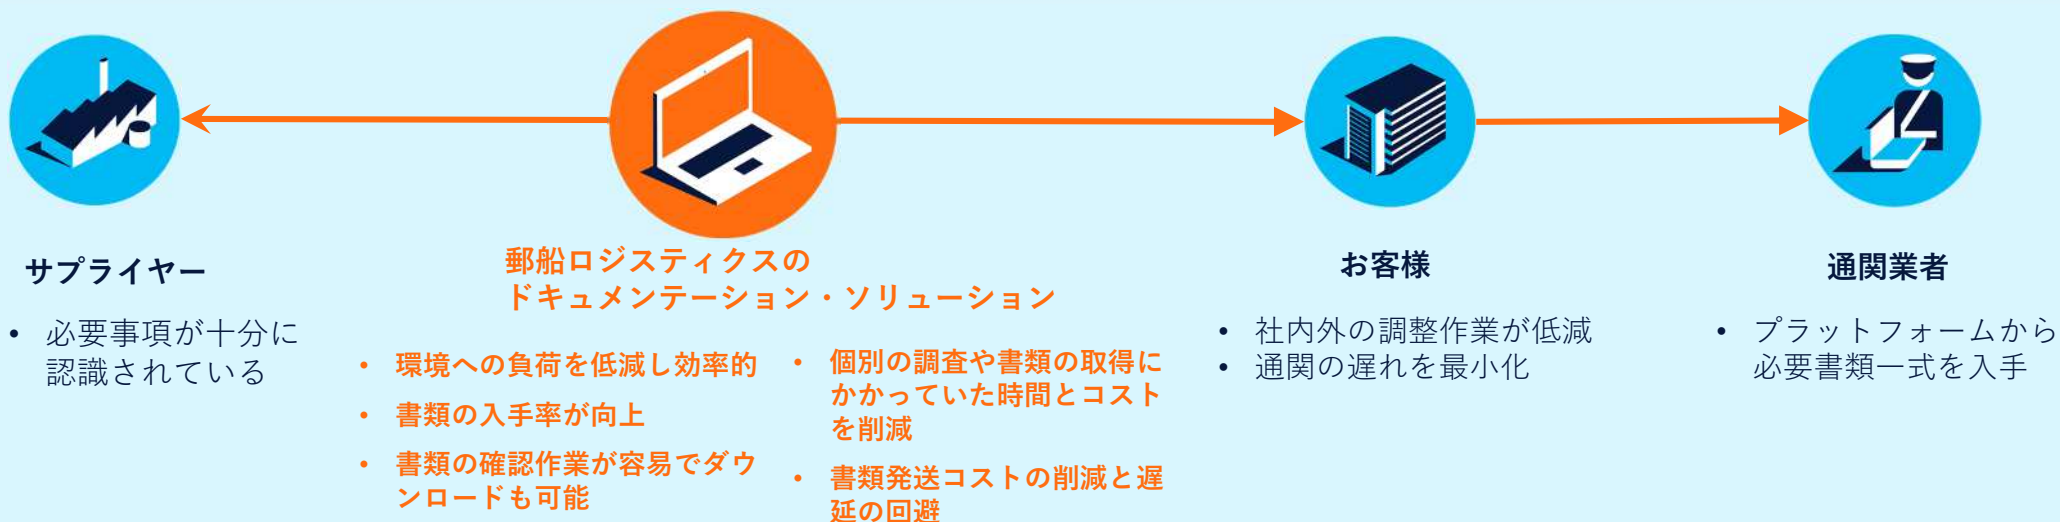 サプライヤー
• 必要事項が十分に
認識されている
郵船ロジスティクスの
ドキュメンテーション・ソリューション
• 環境への負荷を低減し効率的
• 書類の入手率が向上
• 書類の確認作業が容易でダウ
ンロードも可能
• 個別の調査や書類の取得に
かかっていた時間とコスト
を削減
• 書類発送コストの削減と遅
延の回避
お客様
• 社内外の調整作業が低減
• 通関の遅れを最小化
通関業者
• プラットフォームから
必要書類一式を入手